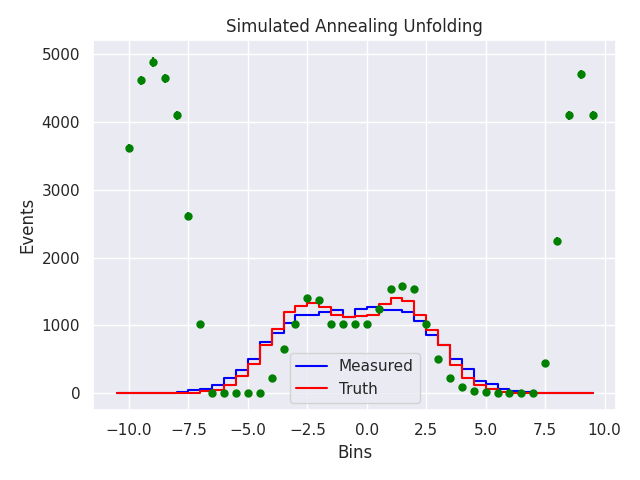 Simulated Annealing Unfolding
Events
5000
4000
3000
2000
1000
0
Measured
Truth
−10.0 −7.5 −5.0 −2.5 0.0 2.5 5.0 7.5 10.0
Bins